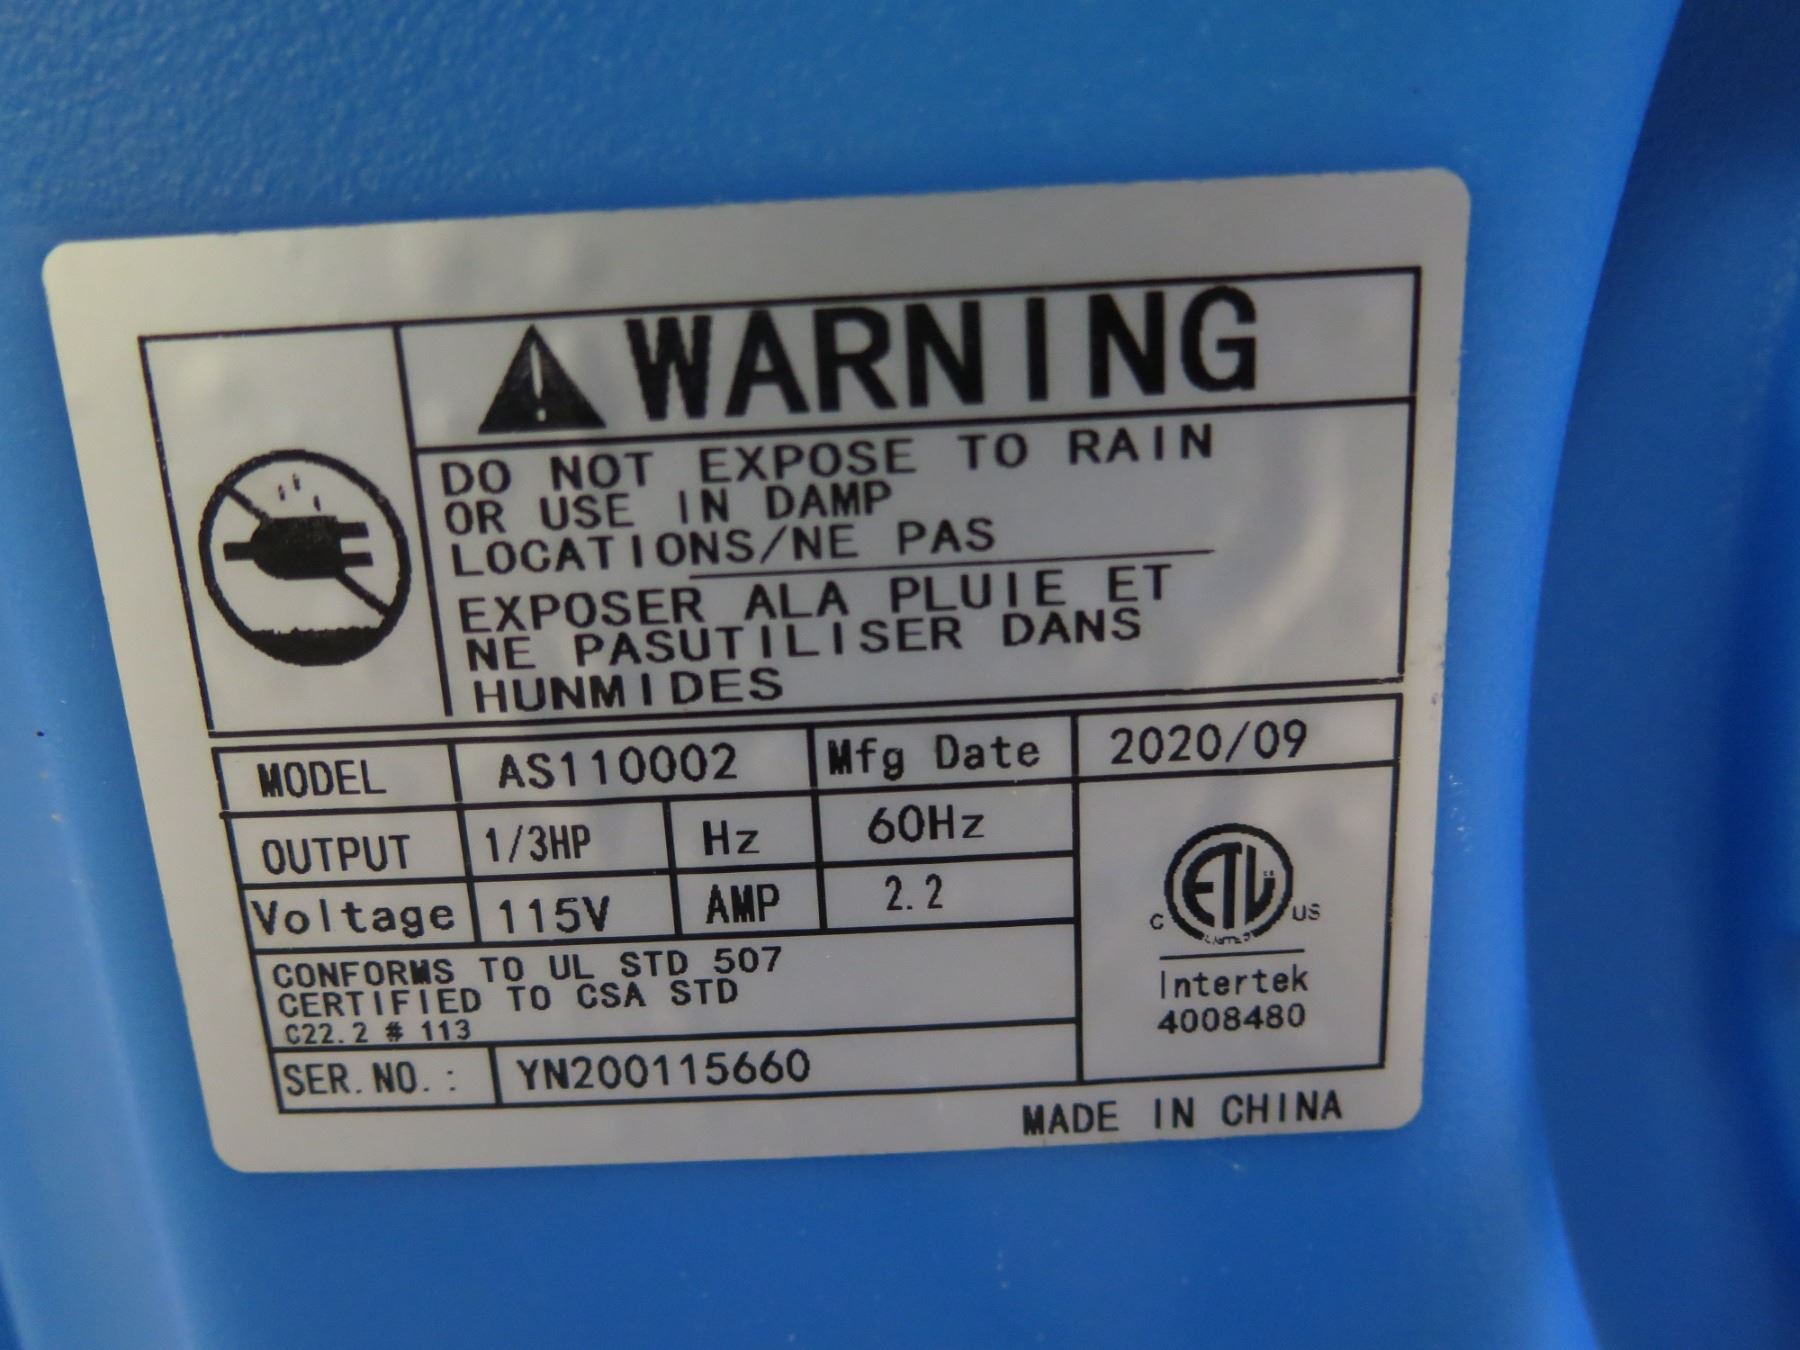 WARNING
DO NOT EXPOSE TO RAIN
OR USE IN DAMP
LOCATIONS/NE PAS
EXPOSER ALA PLUIE ET
NE PASUTILISER DANS
HUNMIDES
MODEL AS110002 Mfg Date 2020/09
OUTPUT 1/3HP Hz 60Hz
Voltage 115V AMP 2.2
CONFORMS TO UL STD 507
CERTIFIED TO CSA STD
C22.2 # 113
SER.NO.: YN200115660
ETL
C US
LISTED
Intertek
4008480
MADE IN CHINA